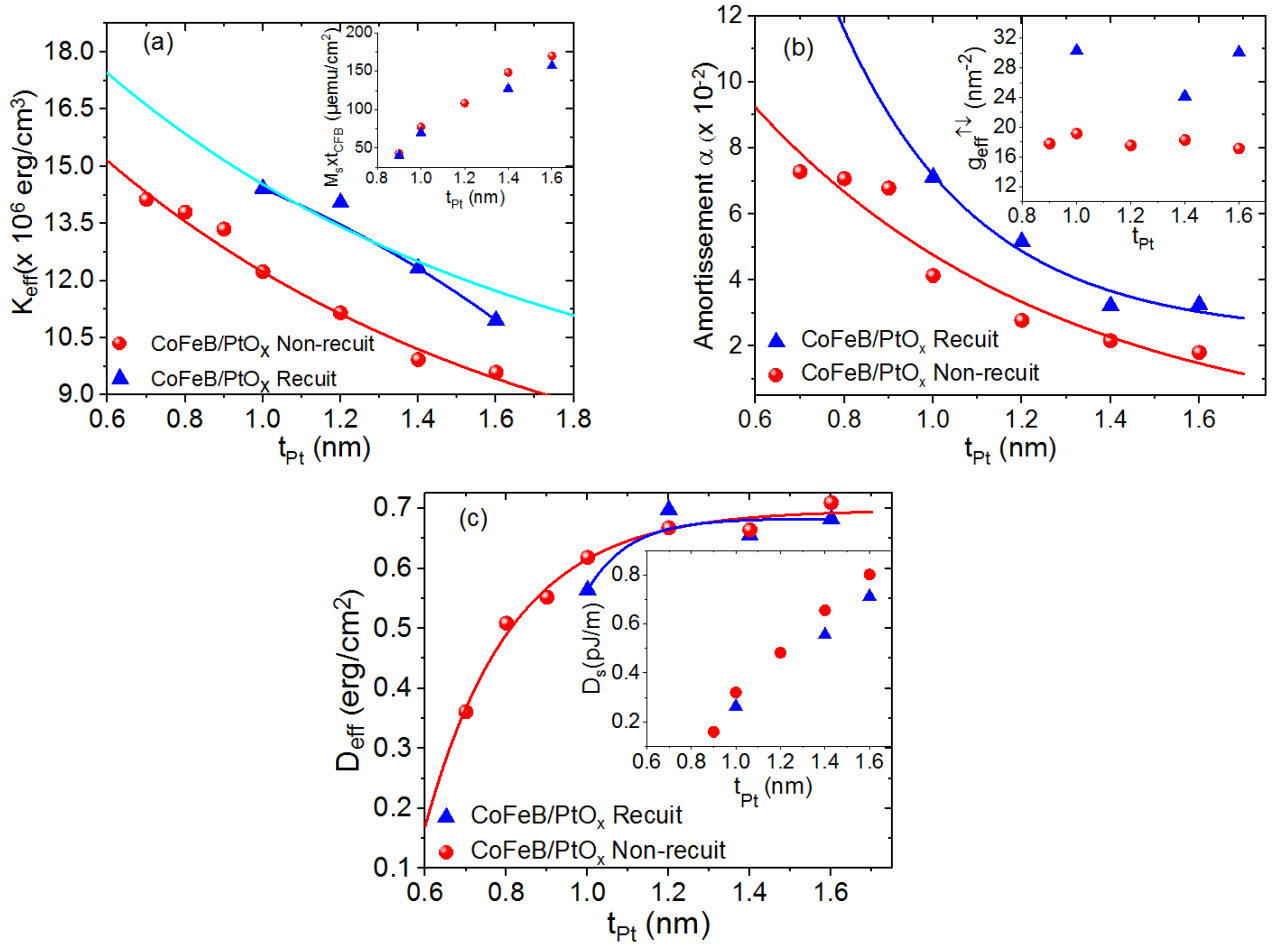 (a)
K_eff(x 10^6 erg/cm^3)
18.0
16.5
15.0
13.5
12.0
10.5
9.0
0.6 0.8 1.0 1.2 1.4 1.6 1.8
t_Pt (nm)
CoFeB/PtO_x Non-recuit
CoFeB/PtO_X Recuit
M_sxt_CFB (µemu/cm^2)
200
150
100
50
0.8 1.0 1.2 1.4 1.6
t_Pt (nm)
(b)
Amortissement α (x 10^-2)
12
10
8
6
4
2
0.6 0.8 1.0 1.2 1.4 1.6
t_Pt (nm)
CoFeB/PtO_x Recuit
CoFeB/PtO_x Non-recuit
g_eff^↑↓ (nm^-2)
32
28
24
20
16
12
0.8 1.0 1.2 1.4 1.6
t_Pt
(c)
D_eff (erg/cm^2)
0.7
0.6
0.5
0.4
0.3
0.2
0.1
0.6 0.8 1.0 1.2 1.4 1.6
t_Pt (nm)
CoFeB/PtO_x Recuit
CoFeB/PtO_x Non-recuit
D_s(pJ/m)
0.8
0.6
0.4
0.2
0.6 0.8 1.0 1.2 1.4 1.6
t_Pt (nm)